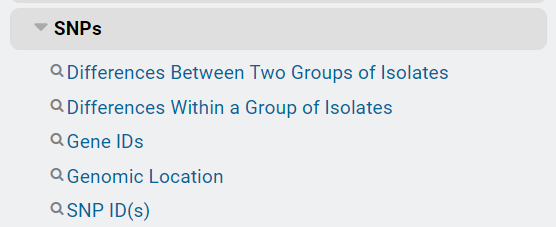 SNPs
Differences Between Two Groups of Isolates
Differences Within a Group of Isolates
Gene IDs
Genomic Location
SNP ID(s)